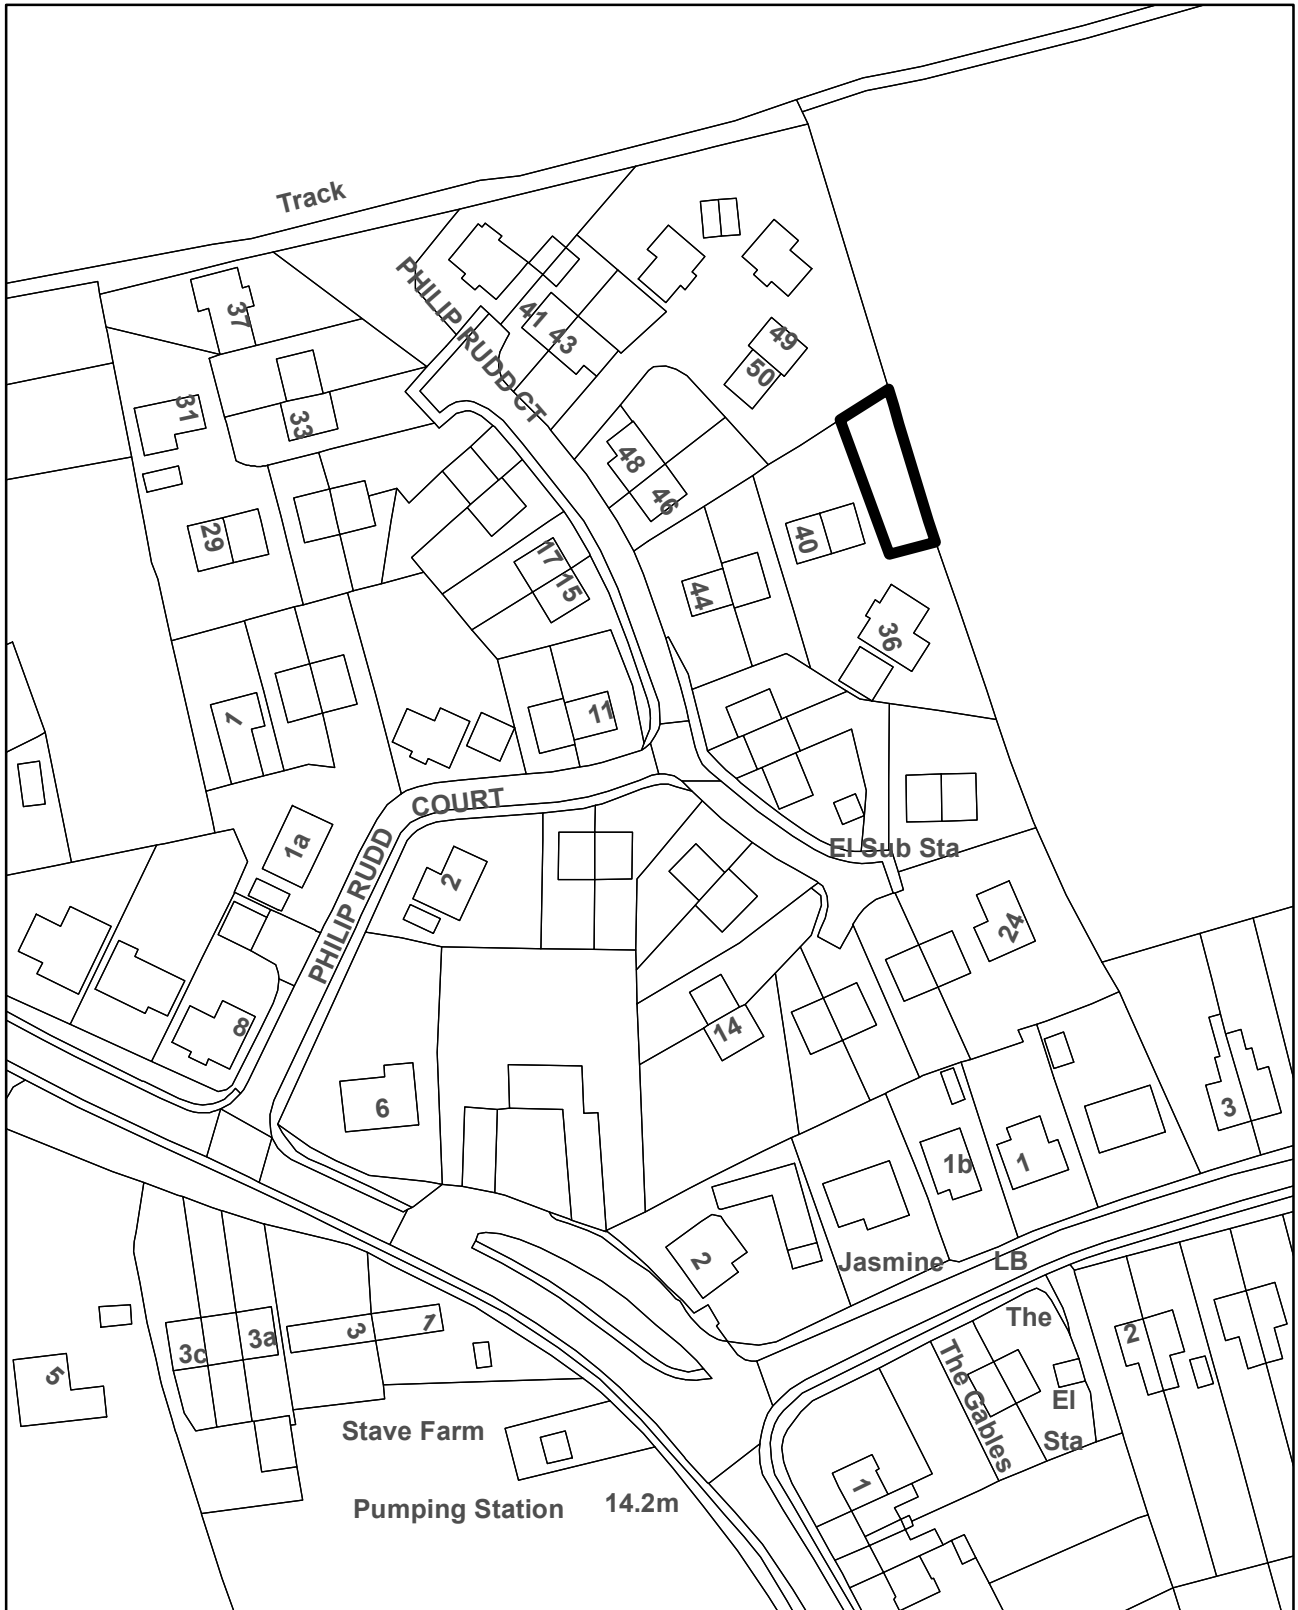 Track
PHILIP RUDD CT
37
41
43
49
50
31
33
48
46
29
17
15
40
44
36
11
1
COURT
PHILIP RUDD
1a
2
El Sub Sta
24
8
14
6
3
1b
1
2
Jasmine
LB
The
3c
3a
3
1
5
The Gables
El
Sta
2
Stave Farm
1
Pumping Station
14.2m